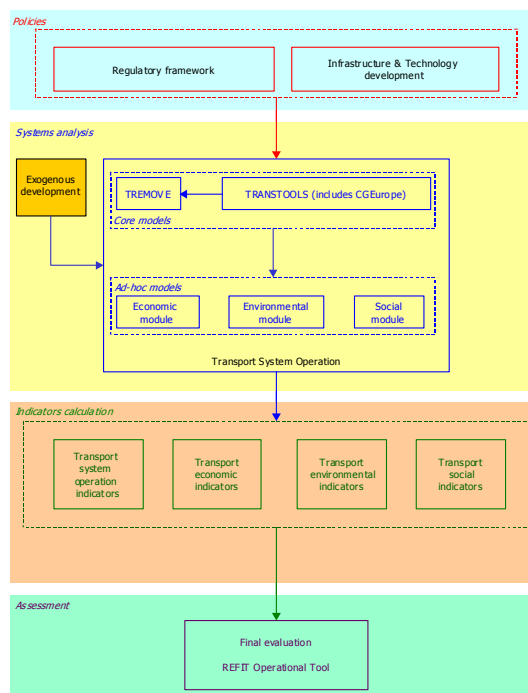 Policies
Regulatory framework
Infrastructure & Technology
development
Systems analysis
Exogenous
development
TREMOVE
TRANSTOOLS (includes CGEurope)
Core models
Ad-hoc models
Economic
module
Environmental
module
Social
module
Transport System Operation
Indicators calculation
Transport
system
operation
indicators
Transport
economic
indicators
Transport
environmental
indicators
Transport
social
indicators
Assessment
Final evaluation
REFIT Operational Tool